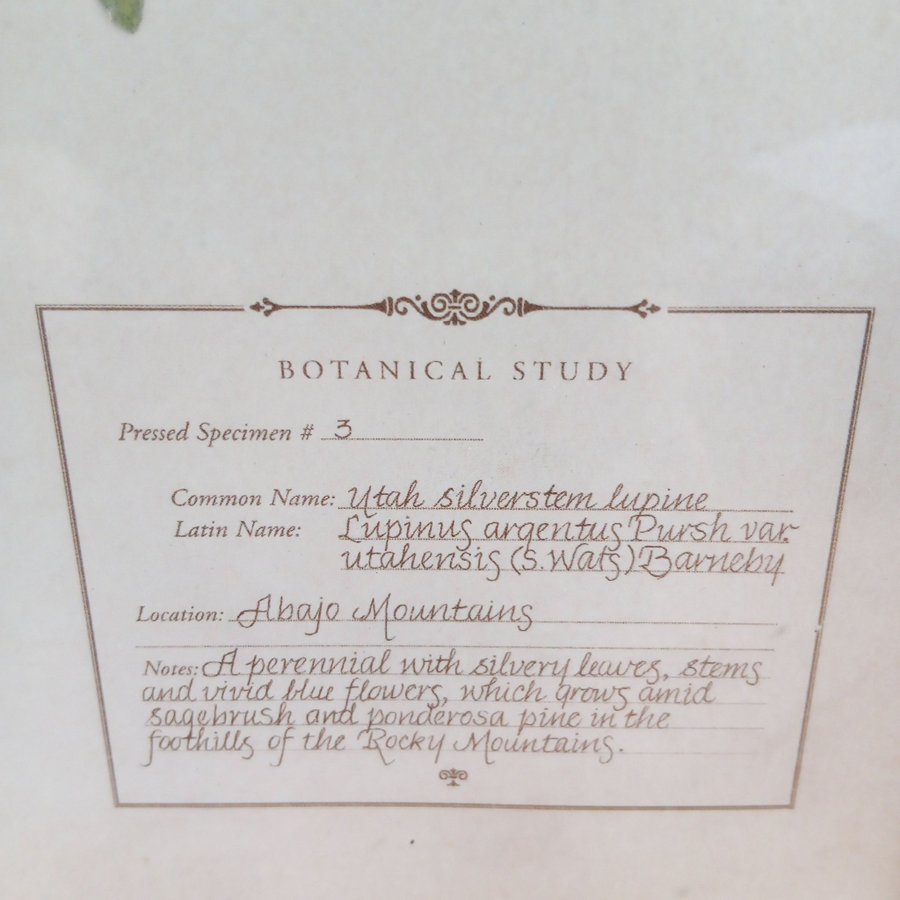 BOTANICAL STUDY
Pressed Specimen # 3
Common Name: Utah silverstem lupine
Latin Name: Lupinus argentus Pursh var.
utahensis (S. Wats) Barneby
Location: Abajo Mountains
Notes: A perennial with silvery leaves, stems
and vivid blue flowers, which grows amid
sagebrush and ponderosa pine in the
foothills of the Rocky Mountains.